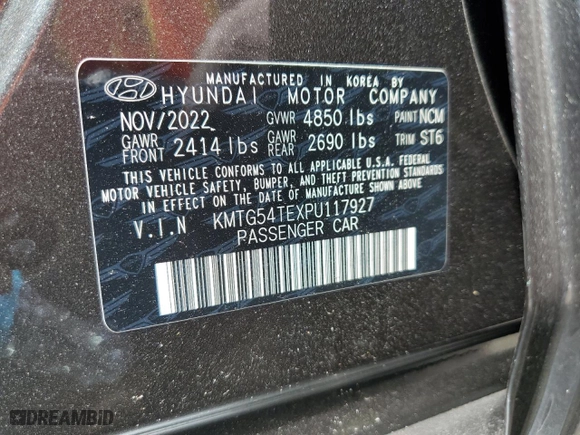 MANUFACTURED IN KOREA BY
HYUNDAI MOTOR COMPANY
NOV/2022 GVWR 4850 lbs PAINT NCM
GAWR FRONT 2414 lbs GAWR REAR 2690 lbs TRIM ST6
THIS VEHICLE CONFORMS TO ALL APPLICABLE U.S.A. FEDERAL
MOTOR VEHICLE SAFETY, BUMPER, AND THEFT PREVENTION STANDARDS
IN EFFECT ON THE DATE OF MANUFACTURE SHOWN ABOVE.
V.I.N KMTG54TEXPU117927
PASSENGER CAR
DREAMBID